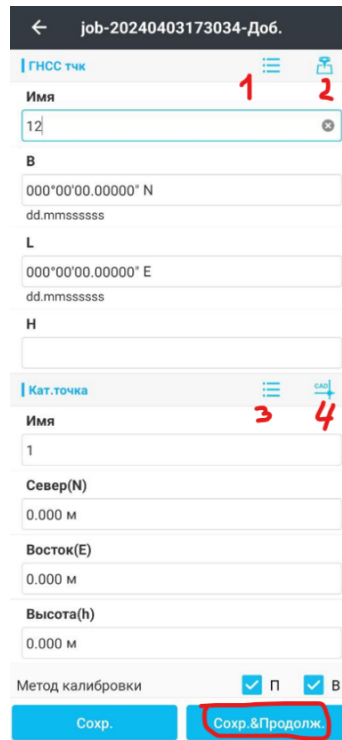 job-20240403173034-Доб.
ГНСС тчк
1 2
Имя
12
B
000°00'00.00000" N
dd.mmssssss
L
000°00'00.00000" E
dd.mmssssss
H
Кат.точка
CAD
3 4
Имя
1
Север(N)
0.000 м
Восток(E)
0.000 м
Высота(h)
0.000 м
Метод калибровки П В
Сохр. Сохр.&Продолж.